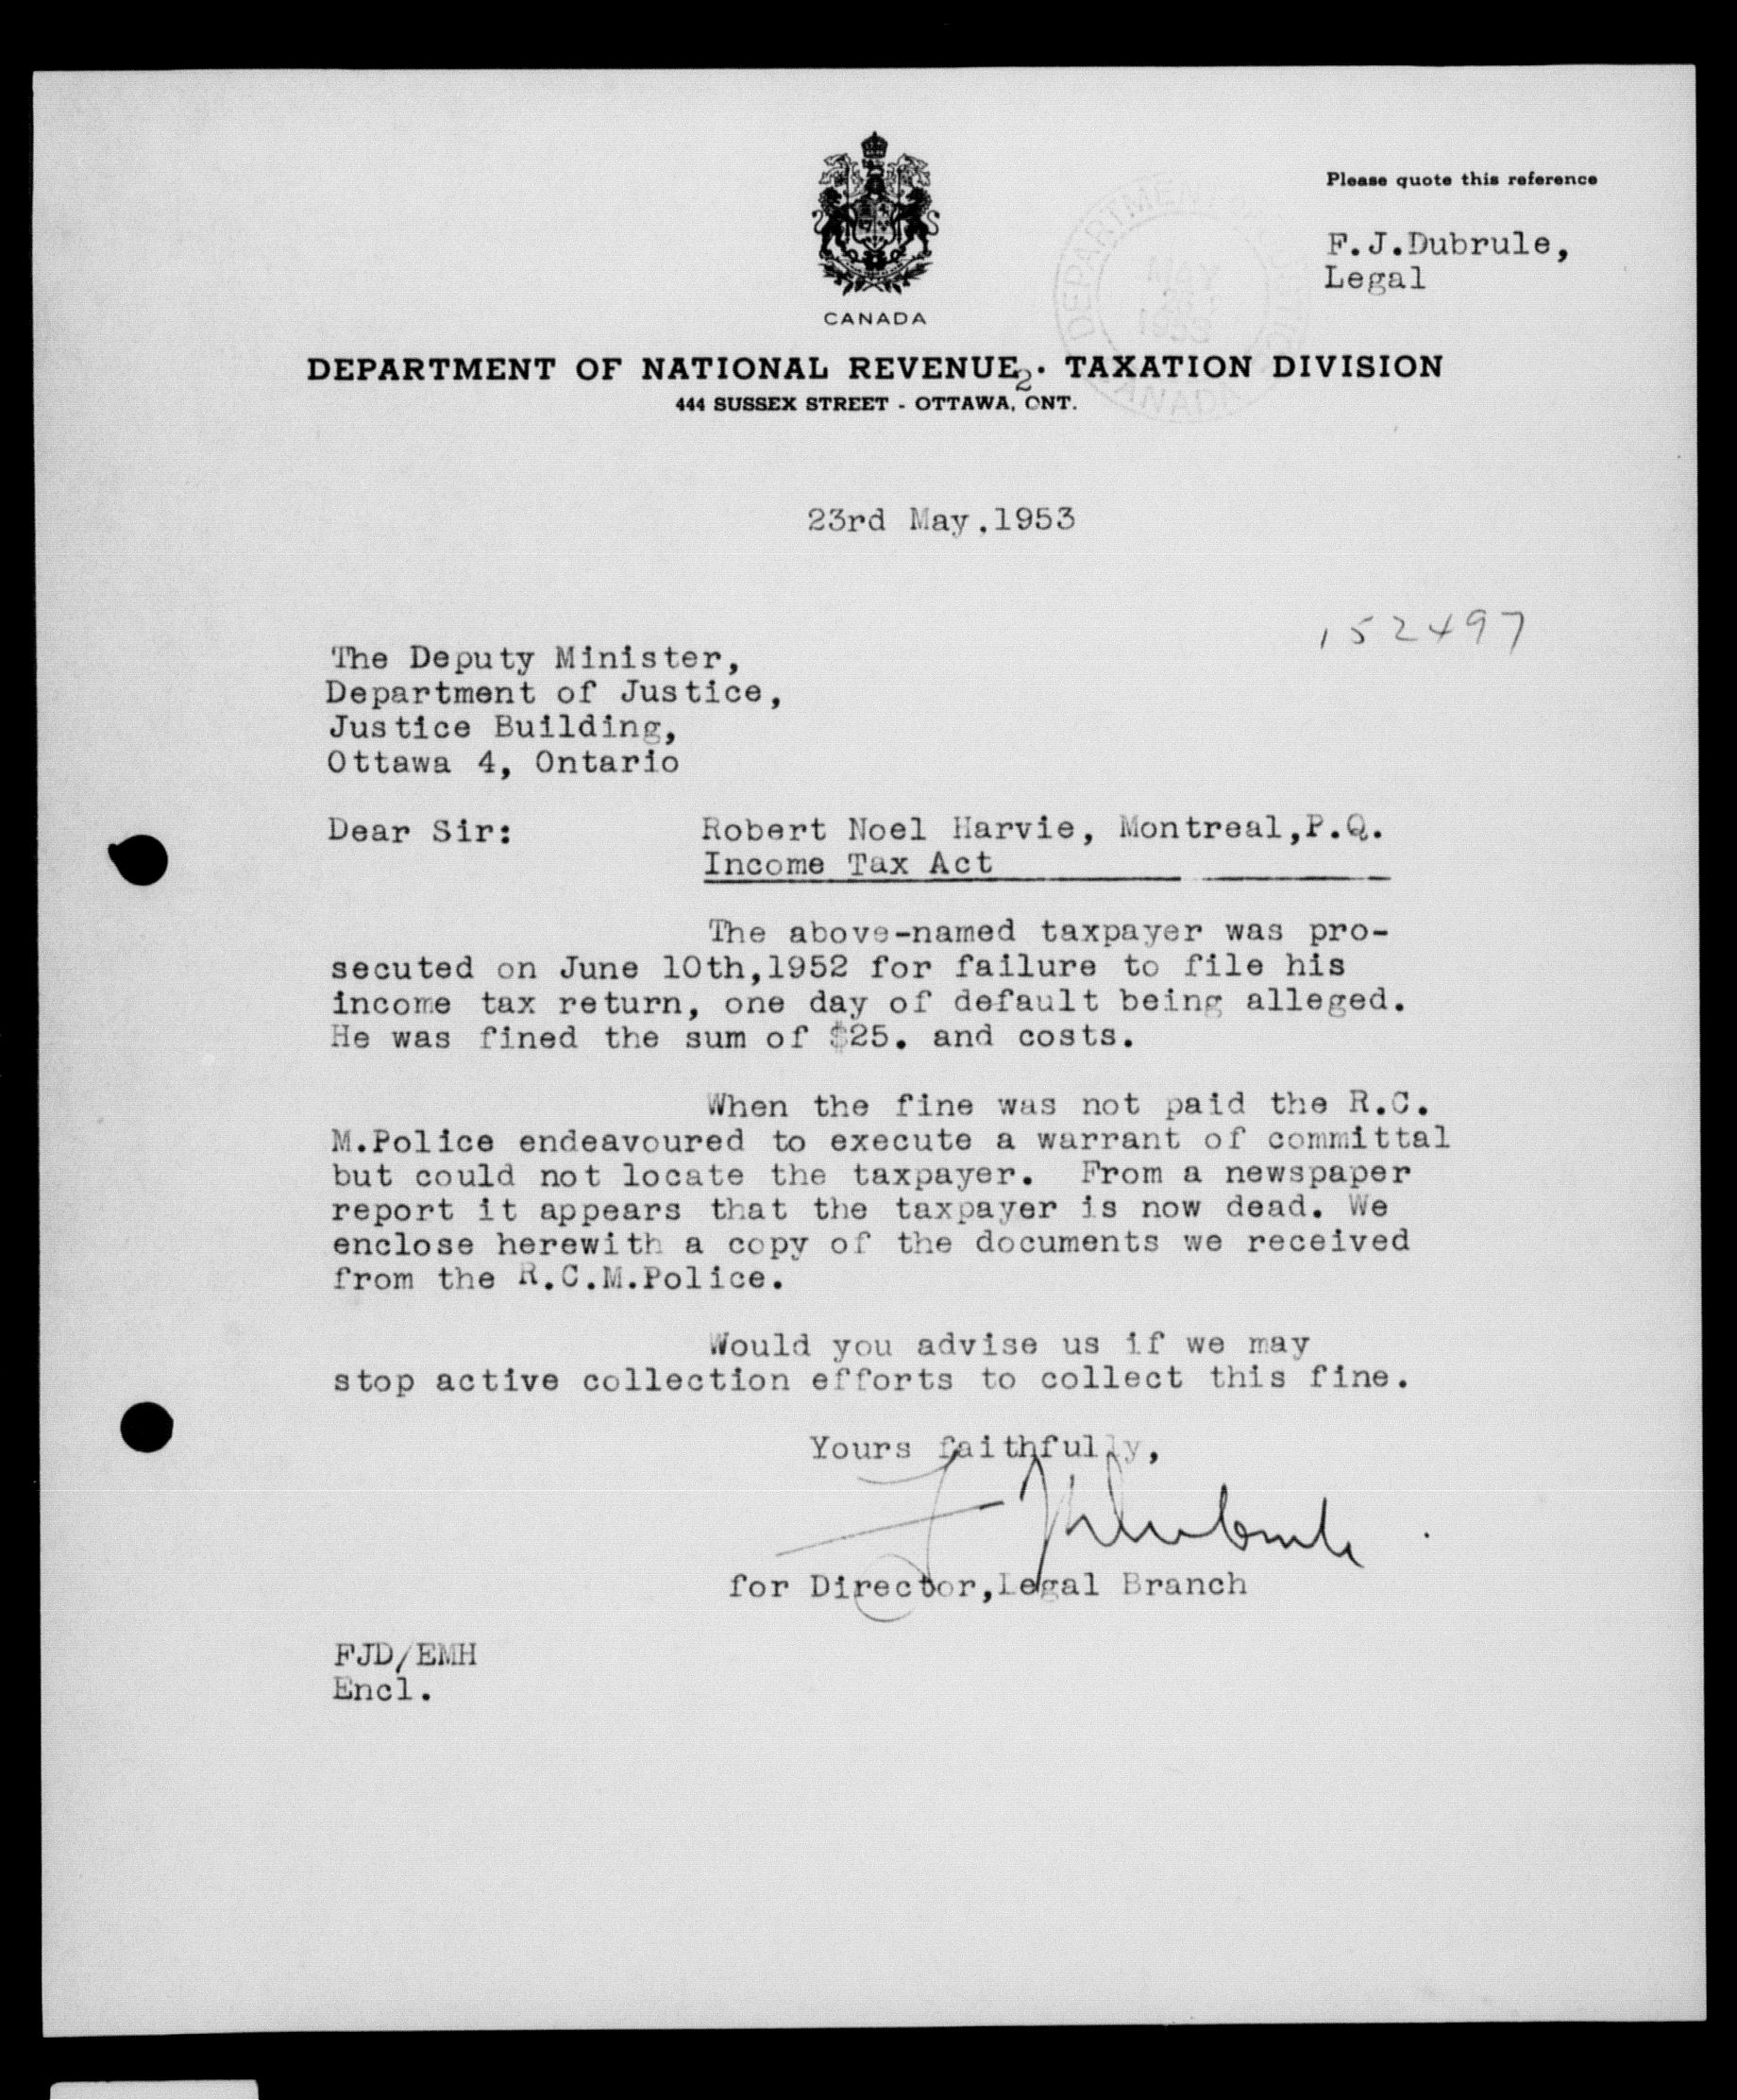 Please quote this reference
F.J.Dubrule,
Legal
CANADA
DEPARTMENT
MAY
1953
CANADA
DEPARTMENT OF NATIONAL REVENUE · TAXATION DIVISION
2
444 SUSSEX STREET - OTTAWA, ONT.
23rd May,1953
152497
The Deputy Minister,
Department of Justice,
Justice Building,
Ottawa 4, Ontario
Dear Sir: Robert Noel Harvie, Montreal,P.Q.
Income Tax Act
The above-named taxpayer was pro-
secuted on June 10th,1952 for failure to file his
income tax return, one day of default being alleged.
He was fined the sum of $25. and costs.
When the fine was not paid the R.C.
M.Police endeavoured to execute a warrant of committal
but could not locate the taxpayer. From a newspaper
report it appears that the taxpayer is now dead. We
enclose herewith a copy of the documents we received
from the R.C.M.Police.
Would you advise us if we may
stop active collection efforts to collect this fine.
Yours faithfully,
F J Dubrule
for Director,Legal Branch
FJD/EMH
Encl.